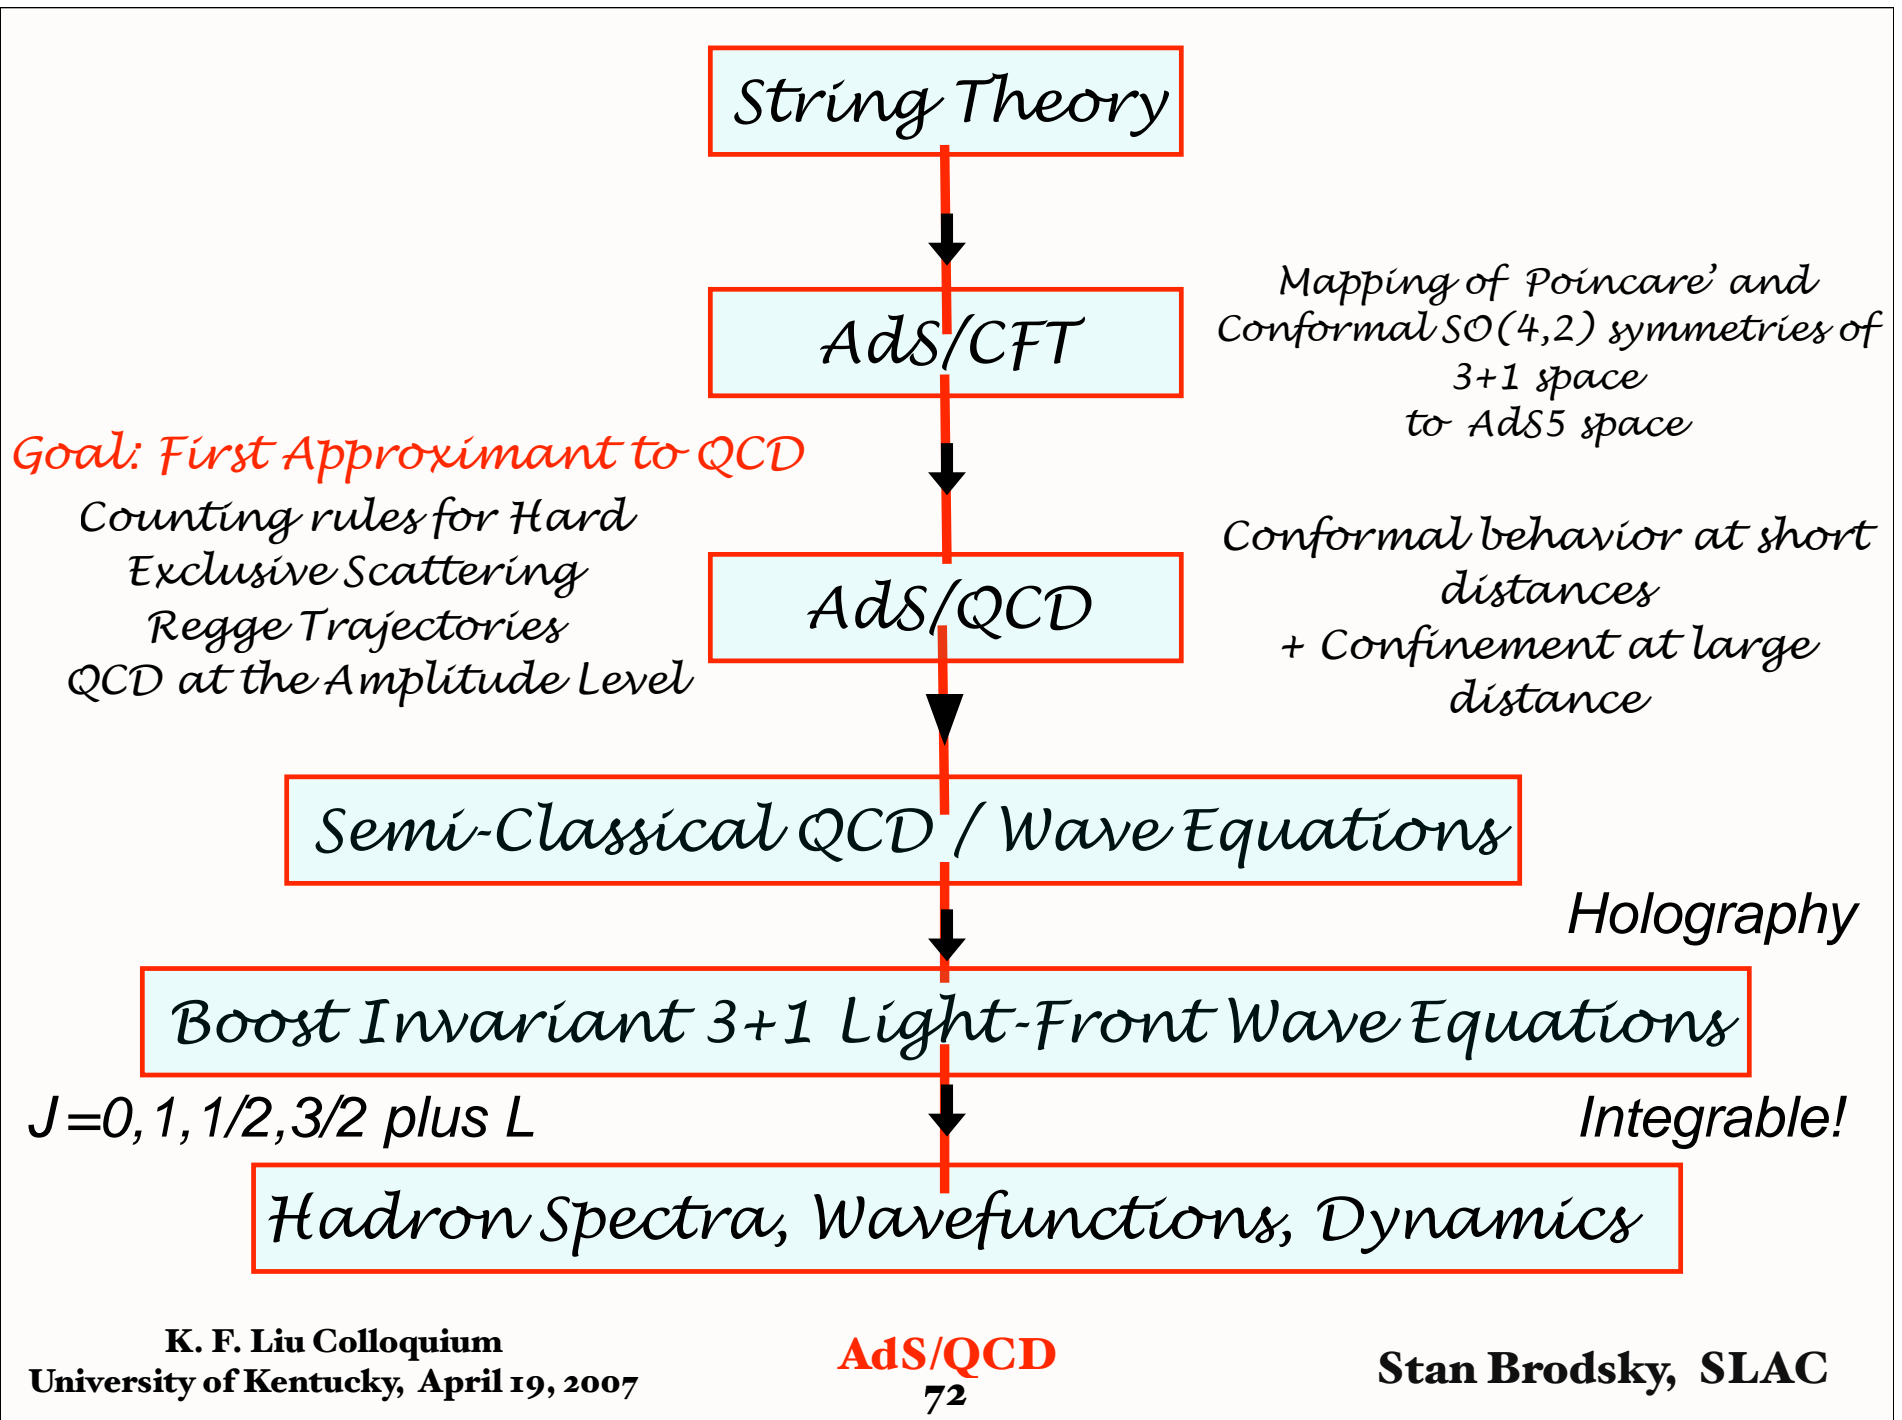 String Theory
AdS/CFT
Mapping of Poincare' and
Conformal SO(4,2) symmetries of
3+1 space
to AdS5 space
Goal: First Approximant to QCD
Counting rules for Hard
Exclusive Scattering
Regge Trajectories
QCD at the Amplitude Level
AdS/QCD
Conformal behavior at short
distances
+ Confinement at large
distance
Semi-Classical QCD / Wave Equations
Holography
Boost Invariant 3+1 Light-Front Wave Equations
J =0,1,1/2,3/2 plus L
Integrable!
Hadron Spectra, Wavefunctions, Dynamics
K. F. Liu Colloquium
University of Kentucky, April 19, 2007
AdS/QCD
72
Stan Brodsky, SLAC